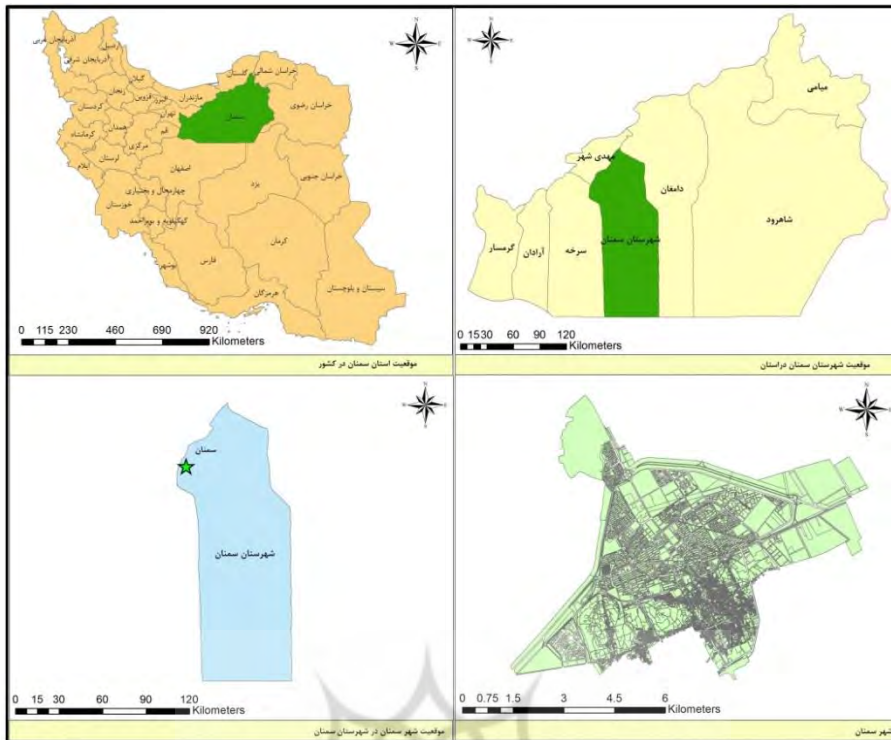 N
W E
S
آذربایجان غربی
اردبیل
آذربایجان شرقی
گیلان
گلستان
خراسان شمالی
زنجان
مازندران
کردستان
قزوین
البرز
تهران
سمنان
خراسان رضوی
همدان
قم
کرمانشاه
مرکزی
لرستان
ایلام
اصفهان
یزد
خراسان جنوبی
چهارمحال و بختیاری
خوزستان
کهگیلویه و بویراحمد
کرمان
فارس
بوشهر
هرمزگان
سیستان و بلوچستان
0 115 230 460 690 920
Kilometers
موقعیت استان سمنان در کشور
N
W E
S
میامی
مهدی شهر
دامغان
شاهرود
شهرستان سمنان
سرخه
آرادان
گرمسار
0 1530 60 90 120
Kilometers
موقعیت شهرستان سمنان دراستان
N
W E
S
سمنان
شهرستان سمنان
0 15 30 60 90 120
Kilometers
موقعیت شهر سمنان در شهرستان سمنان
N
W E
S
0 0.75 1.5 3 4.5 6
Kilometers
شهر سمنان